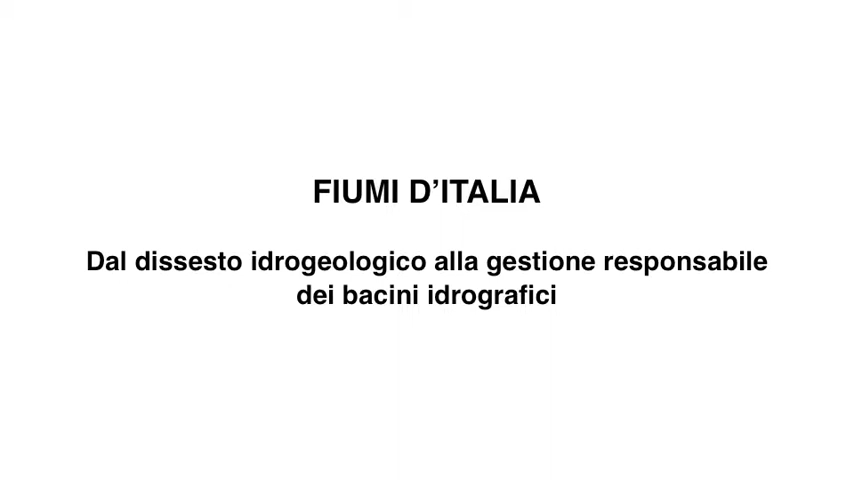 FIUMI D’ITALIA
Dal dissesto idrogeologico alla gestione responsabile
dei bacini idrografici